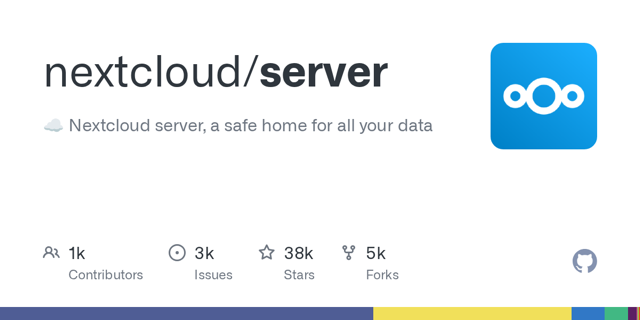 nextcloud/server
☁️ Nextcloud server, a safe home for all your data
1k
Contributors
3k
Issues
38k
Stars
5k
Forks